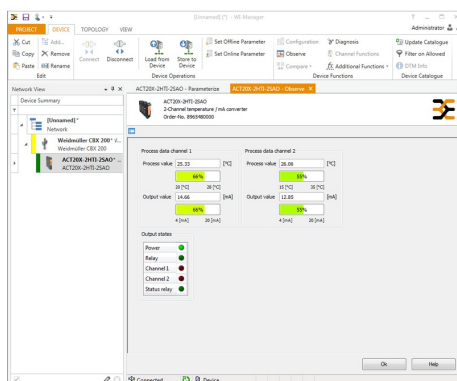 [Unnamed] (*) - WI-Manager
PROJECT DEVICE TOPOLOGY VIEW Administrator
Cut Add... Connect Disconnect Load from Device Store to Device Set Offline Parameter Configuration Diagnosis Update Catalogue
Copy Remove Set Online Parameter Observe Channel Functions Filter on Allowed
Paste Rename Compare Additional Functions DTM Info
Edit Device Operations Device Functions Device Catalogue
Network View
ACT20X-2HTI-2SAO - Parameterize ACT20X-2HTI-2SAO - Observe
Device Summary
[Unnamed]*
Network
Weidmüller CBX 200* /...
Weidmüller CBX 200
ACT20X-2HTI-2SAO* ...
ACT20X-2HTI-2SAO
ACT20X-2HTI-2SAO
2-Channel temperature / mA converter
Order-No. 8965480000
Process data channel 1 Process data channel 2
Process value 25.33 [°C] Process value 26.06 [°C]
66% 55%
20 [°C] 28 [°C] 15 [°C] 35 [°C]
Output value 14.66 [mA] Output value 12.85 [mA]
66% 55%
4 [mA] 20 [mA] 4 [mA] 20 [mA]
Output states
Power
Relay
Channel 1
Channel 2
Status relay
Ok Help
Connected Device